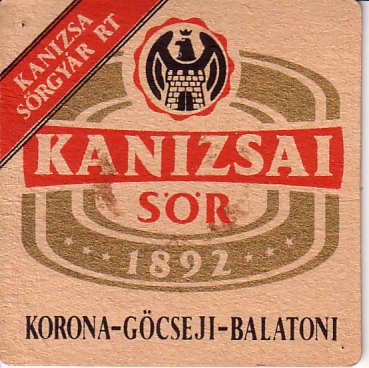 KANIZSA
SÖRGYÁR RT
KANIZSAI
SÖR
1892
KORONA-GÖCSEJI-BALATONI